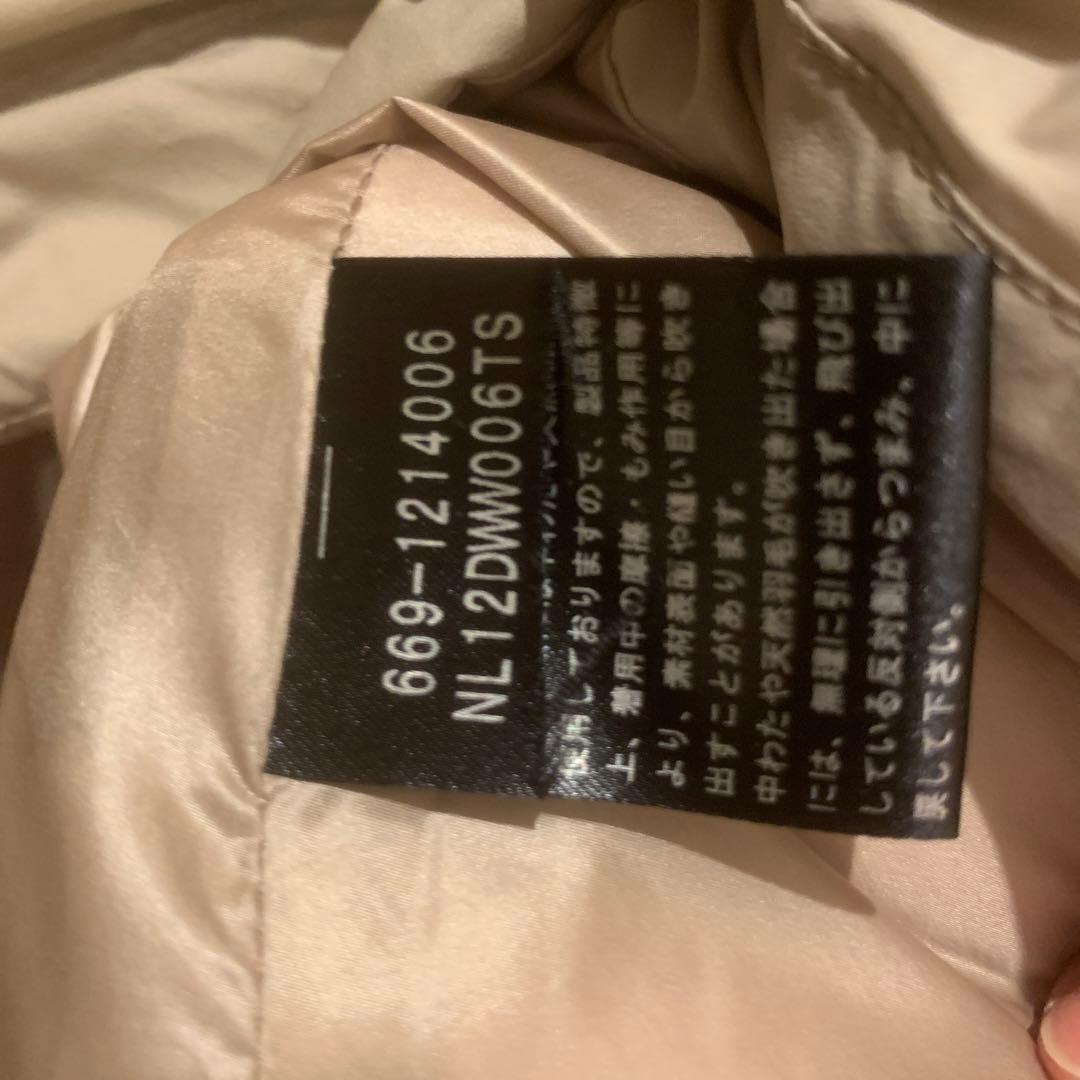 669-1214006
NL12DWW006TS
使用しておりますので、製品特徴
上、着用中の摩擦・もみ作用等に
より、素材表面や縫い目から吹き
出すことがあります。
中わたや天然羽毛が吹き出た場合
には、無理に引き出さず、飛び出
している反対側からつまみ、中に
戻して下さい。